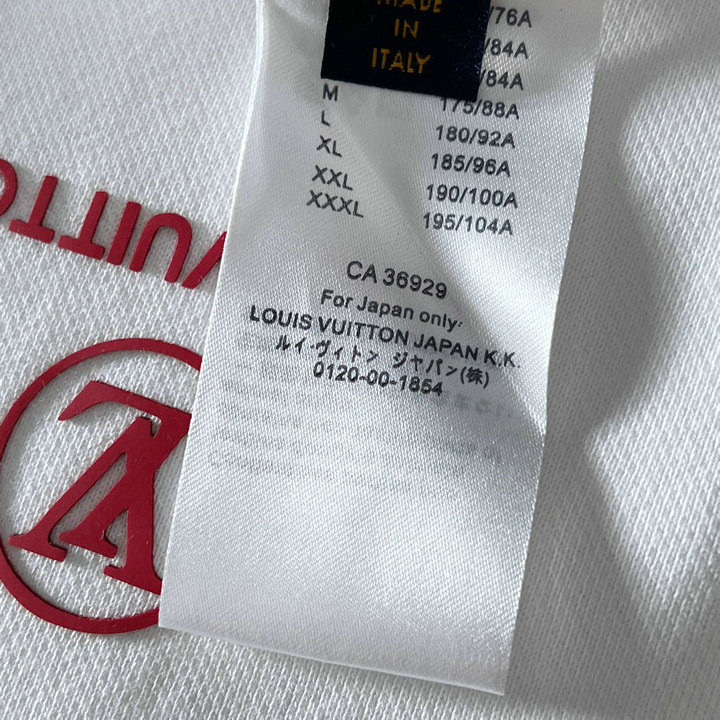 MADE
IN
ITALY
/76A
/84A
/84A
M 175/88A
L 180/92A
XL 185/96A
XXL 190/100A
XXXL 195/104A
CA 36929
For Japan only:
LOUIS VUITTON JAPAN K.K.
ルイ・ヴィトン ジャパン(株)
0120-00-1854
VUITTO
LV